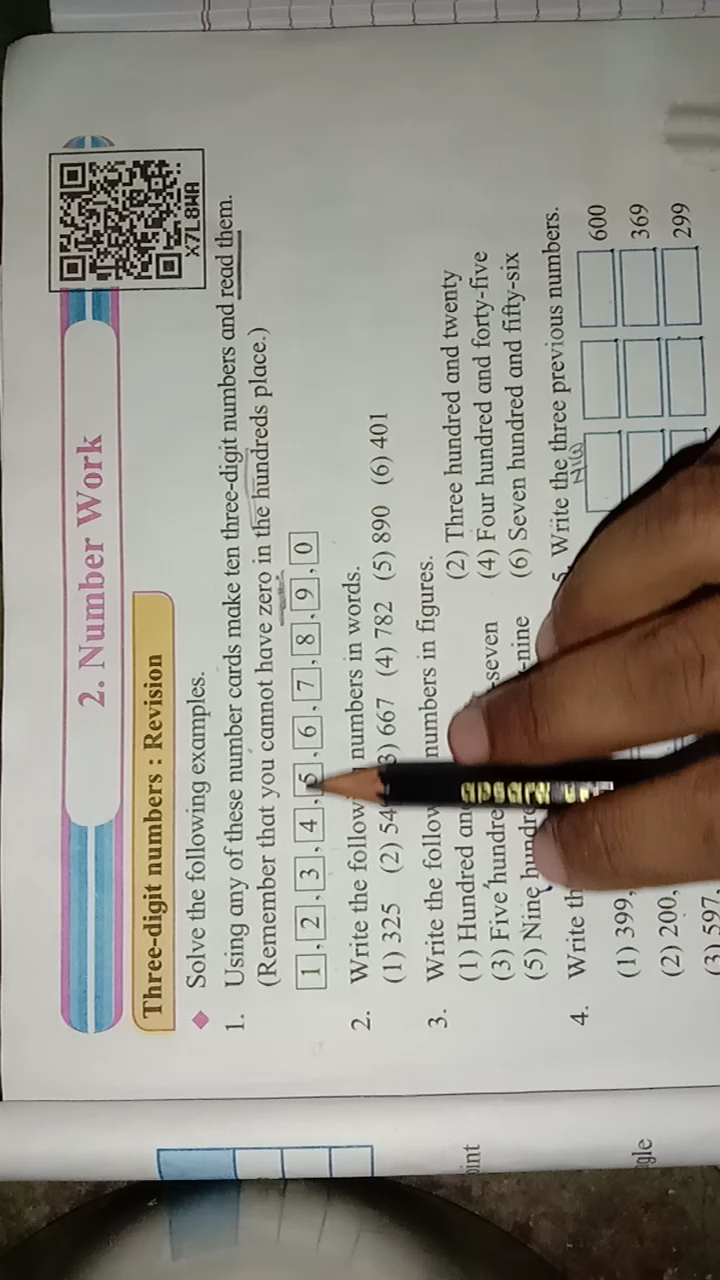 2. Number Work
X7L8WA
Three-digit numbers : Revision
Solve the following examples.
1. Using any of these number cards make ten three-digit numbers and read them.
(Remember that you cannot have zero in the hundreds place.)
1 , 2 , 3 , 4 , 5 , 6 , 7 , 8 , 9 , 0
2. Write the numbers in words.
(1) 325 (2) 54 3) 667 (4) 782 (5) 890 (6) 401
3. Write the numbers in figures.
(1) Hundred an -seven (2) Three hundred and twenty
(3) Five hundre -nine (4) Four hundred and forty-five
(5) Nine hundre (6) Seven hundred and fifty-six
4. Write th
(1) 399,
(2) 200,
(3) 597,
5. Write the three previous numbers.
600
369
299
apsara